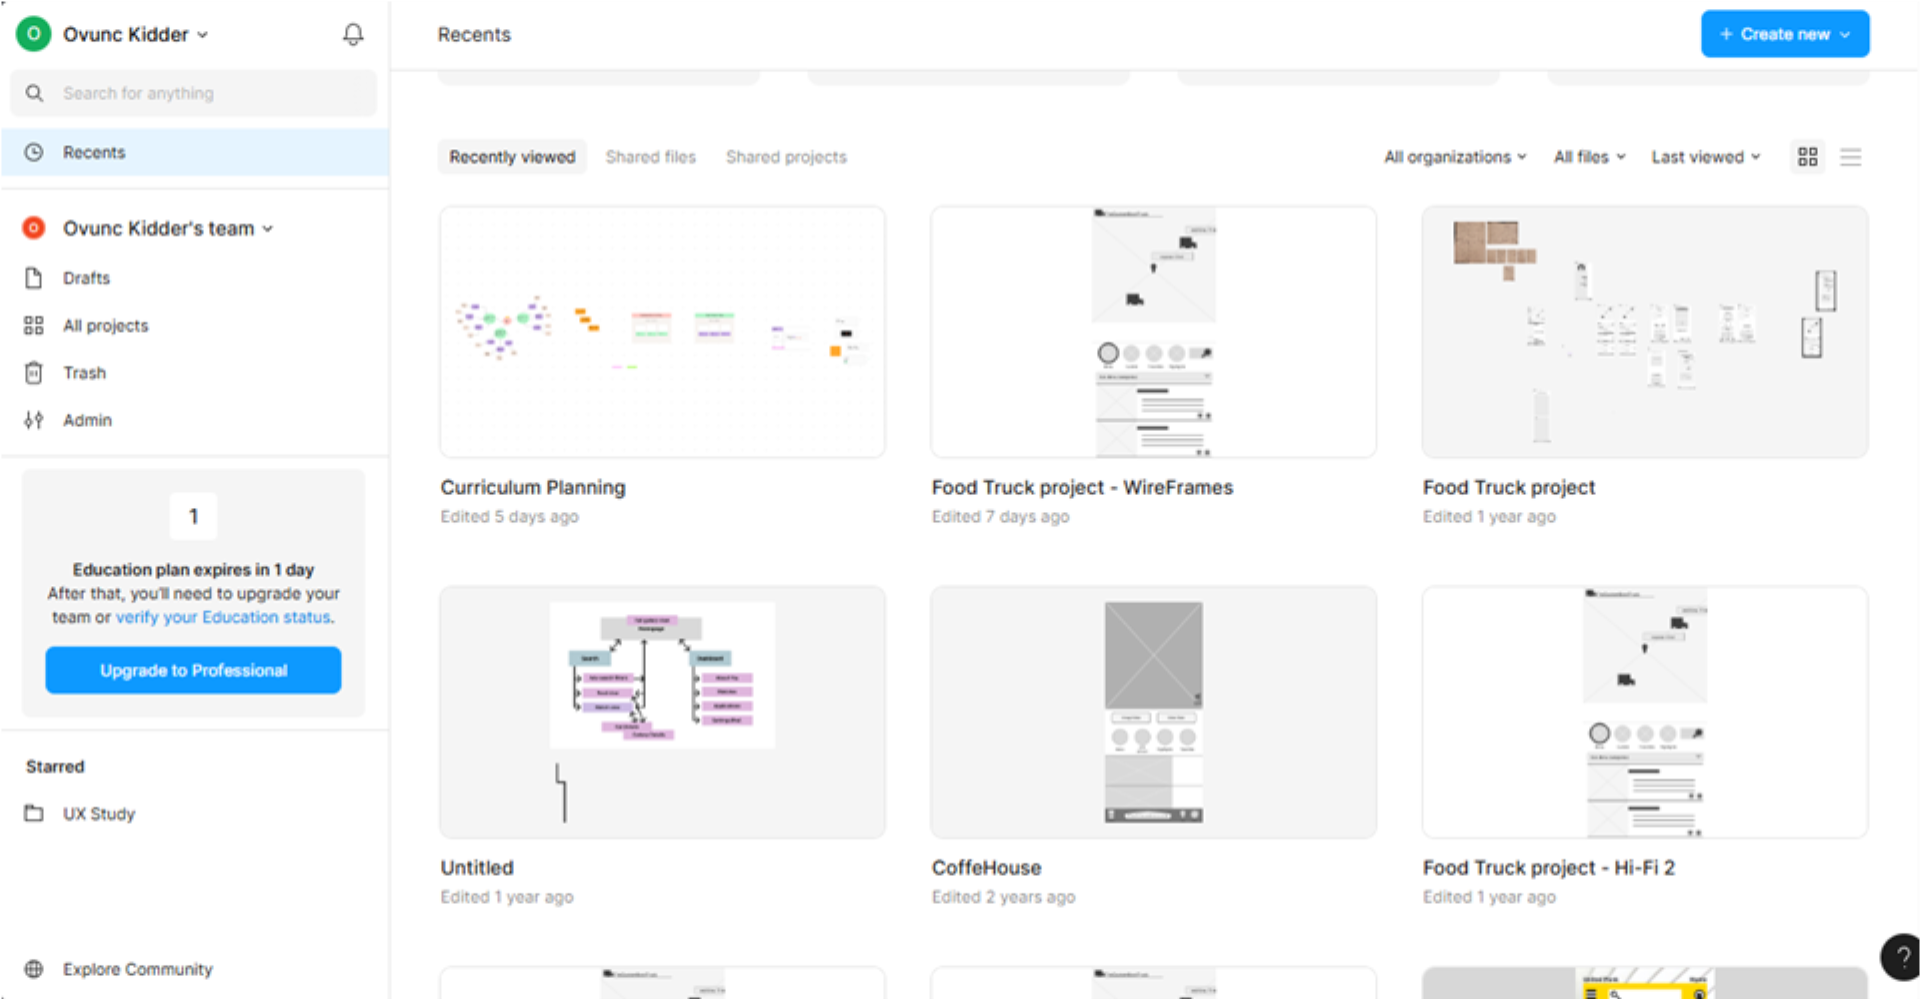 O Ovunc Kidder
Search for anything
Recents
O Ovunc Kidder's team
Drafts
All projects
Trash
Admin
1
Education plan expires in 1 day
After that, you'll need to upgrade your
team or verify your Education status.
Upgrade to Professional
Starred
UX Study
Explore Community
Recents
+ Create new
Recently viewed Shared files Shared projects
All organizations All files Last viewed
Curriculum Planning
Edited 5 days ago
Food Truck project - WireFrames
Edited 7 days ago
Food Truck project
Edited 1 year ago
Homepage
Search
Dashboard
Untitled
Edited 1 year ago
CoffeHouse
Edited 2 years ago
Food Truck project - Hi-Fi 2
Edited 1 year ago
?